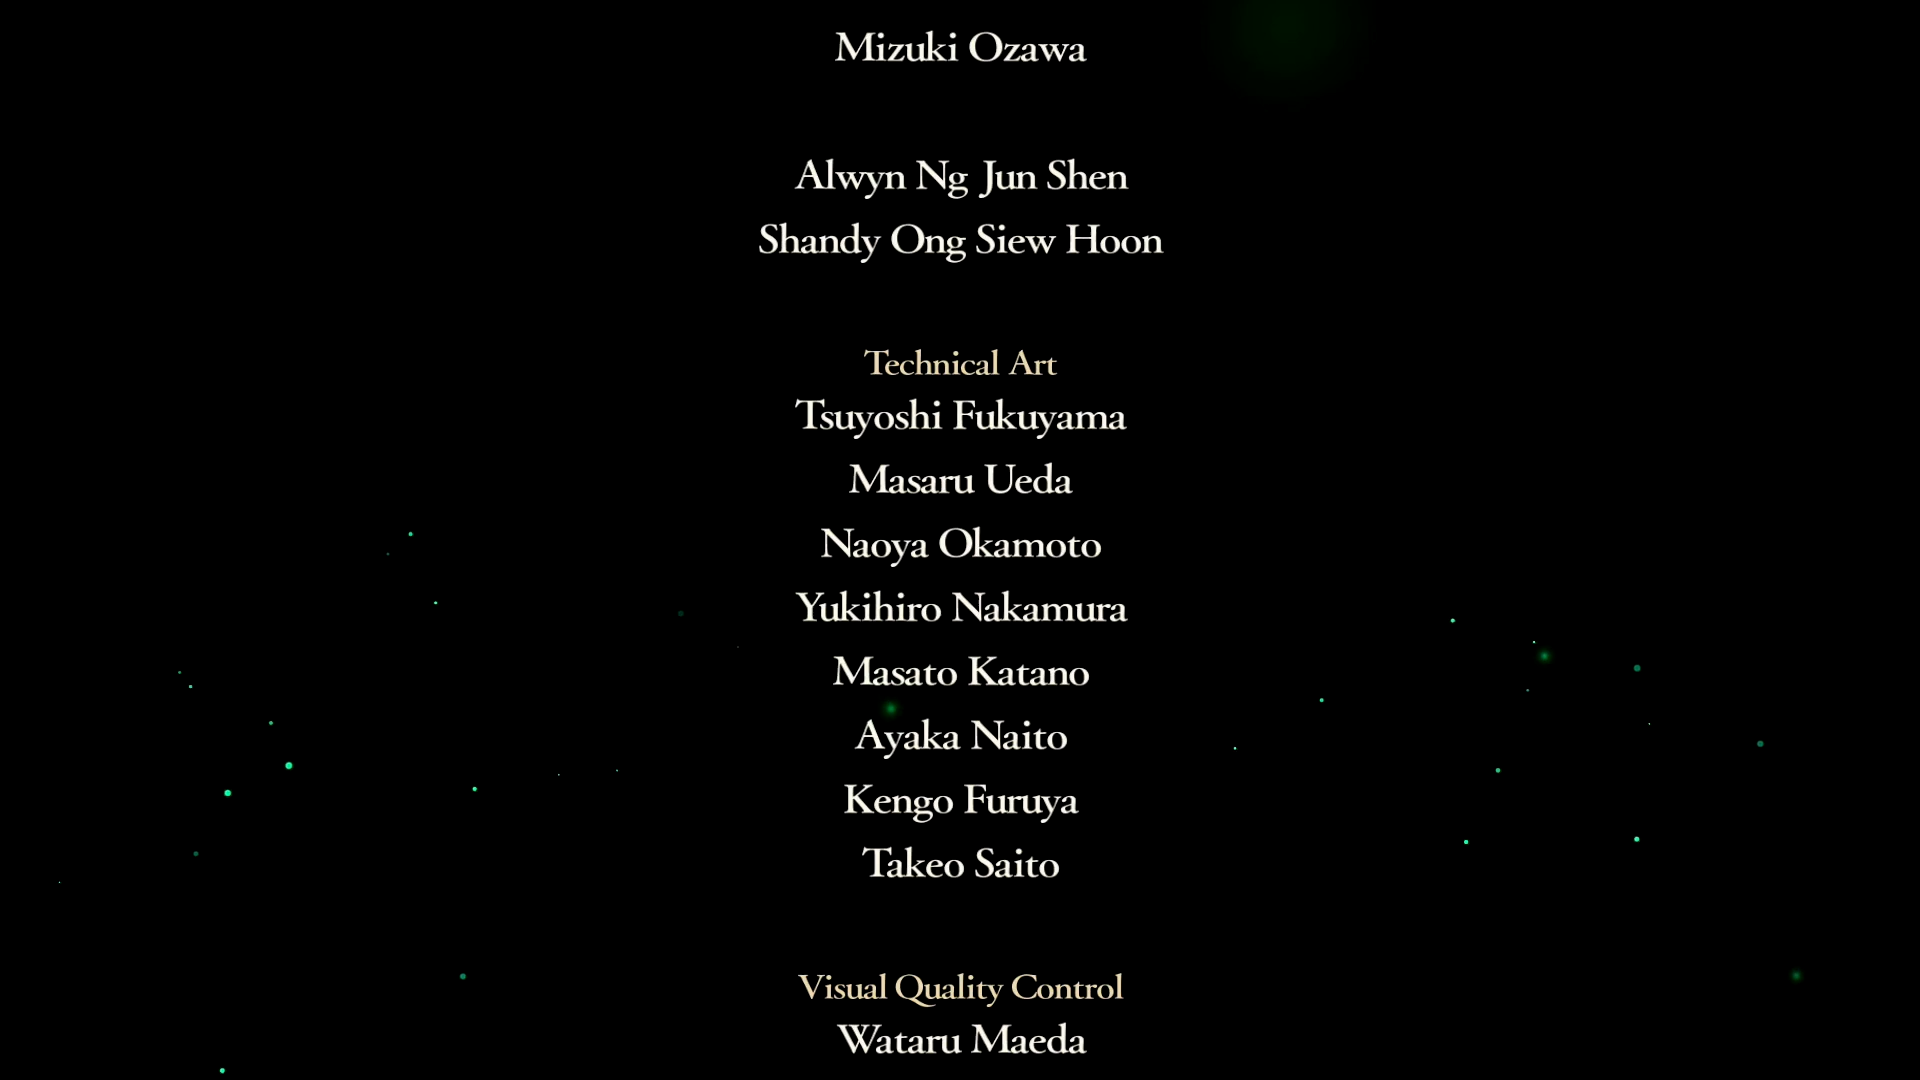 Mizuki Ozawa
Alwyn Ng Jun Shen
Shandy Ong Siew Hoon
Technical Art
Tsuyoshi Fukuyama
Masaru Ueda
Naoya Okamoto
Yukihiro Nakamura
Masato Katano
Ayaka Naito
Kengo Furuya
Takeo Saito
Visual Quality Control
Wataru Maeda